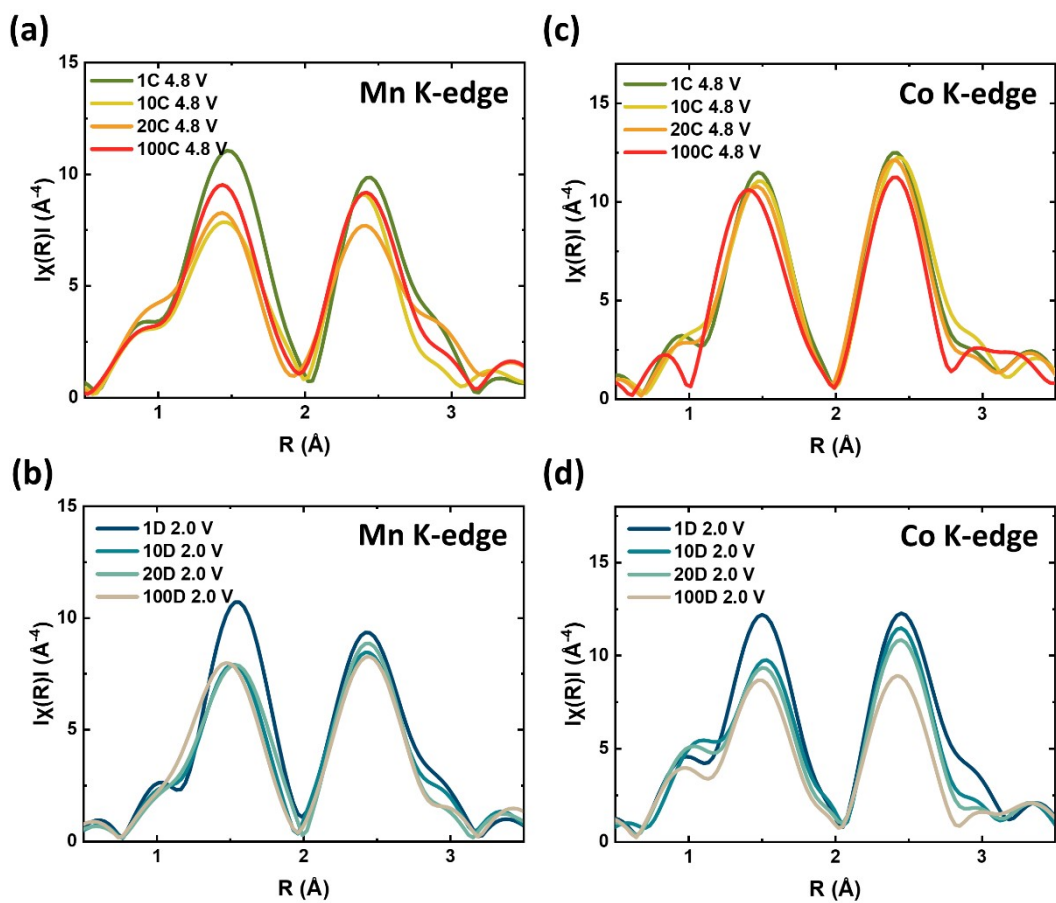 (a)
15
10
5
0
1C 4.8 V
10C 4.8 V
20C 4.8 V
100C 4.8 V
Mn K-edge
Iχ(R)I (Å⁻⁴)
1
2
3
R (Å)
(c)
15
10
5
0
1C 4.8 V
10C 4.8 V
20C 4.8 V
100C 4.8 V
Co K-edge
Iχ(R)I (Å⁻⁴)
1
2
3
R (Å)
(b)
15
10
5
0
1D 2.0 V
10D 2.0 V
20D 2.0 V
100D 2.0 V
Mn K-edge
Iχ(R)I (Å⁻⁴)
1
2
3
R (Å)
(d)
15
10
5
0
1D 2.0 V
10D 2.0 V
20D 2.0 V
100D 2.0 V
Co K-edge
Iχ(R)I (Å⁻⁴)
1
2
3
R (Å)